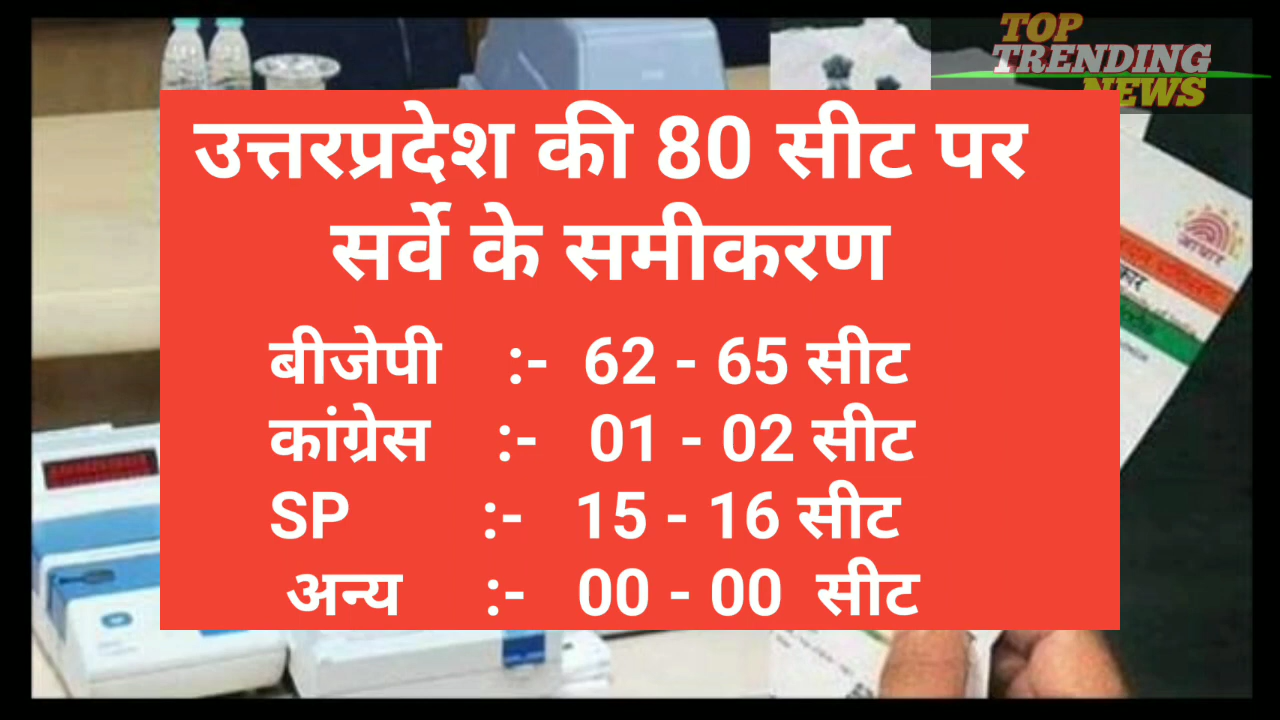 TOP
TRENDING
NEWS
उत्तरप्रदेश की 80 सीट पर
सर्वे के समीकरण
बीजेपी :- 62 - 65 सीट
कांग्रेस :- 01 - 02 सीट
SP :- 15 - 16 सीट
अन्य :- 00 - 00 सीट
आधार